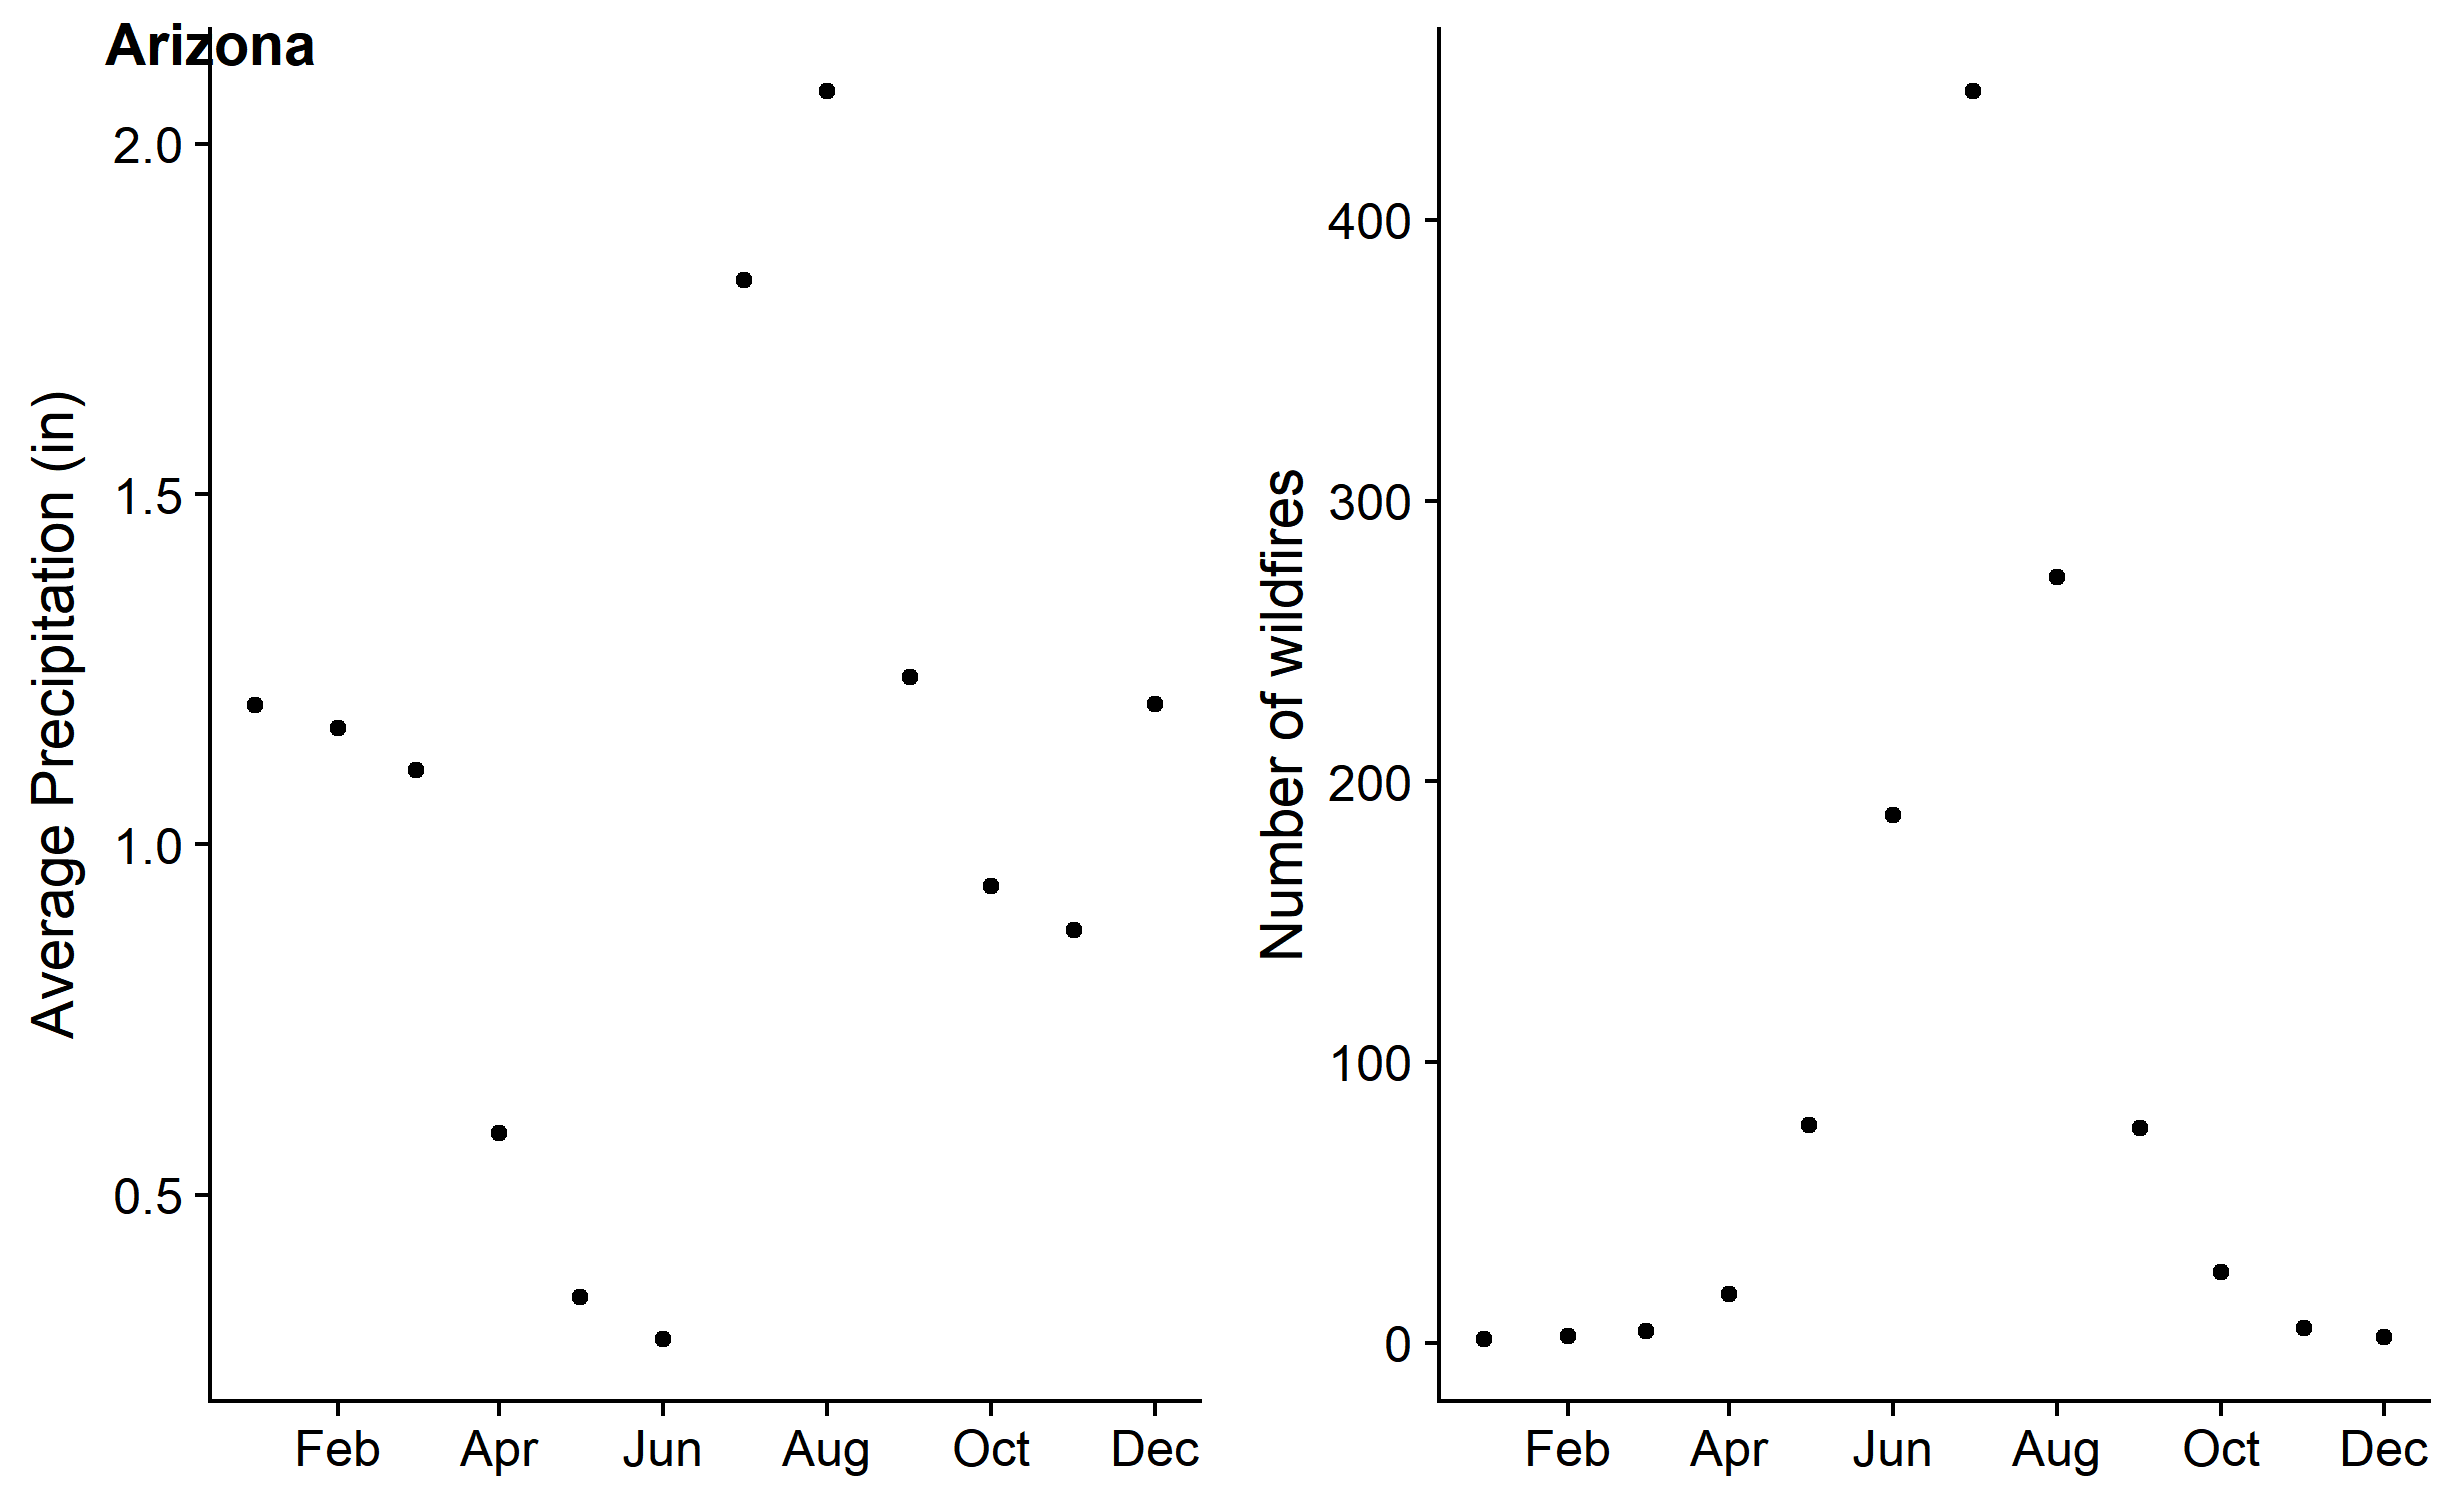 Arizona
Average Precipitation (in)
2.0
1.5
1.0
0.5
Feb Apr Jun Aug Oct Dec
Number of wildfires
400
300
200
100
0
Feb Apr Jun Aug Oct Dec